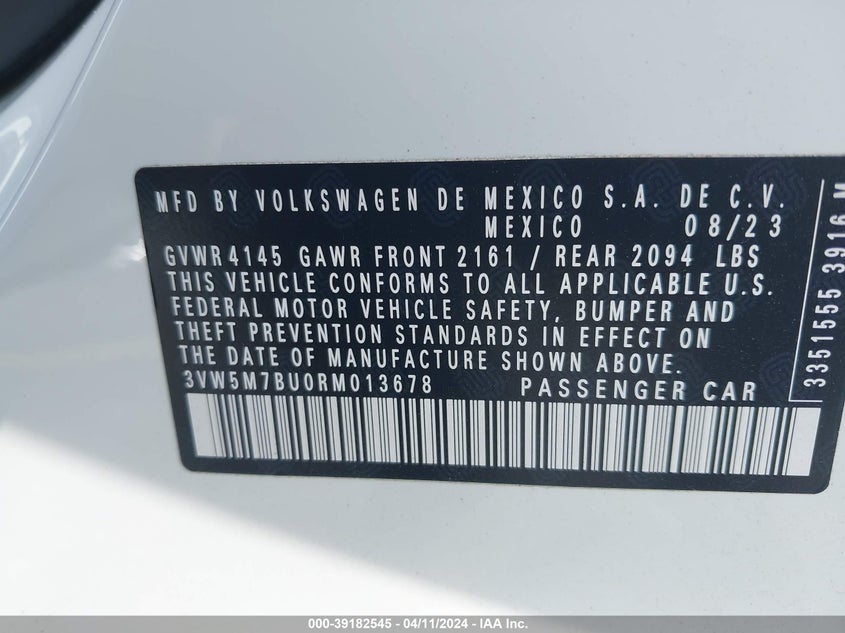 MFD BY VOLKSWAGEN DE MEXICO S.A. DE C.V.
MEXICO 08/23
GVWR 4145 GAWR FRONT 2161 / REAR 2094 LBS
THIS VEHICLE CONFORMS TO ALL APPLICABLE U.S.
FEDERAL MOTOR VEHICLE SAFETY, BUMPER AND
THEFT PREVENTION STANDARDS IN EFFECT ON
THE DATE OF MANUFACTURE SHOWN ABOVE.
3VW5M7BU0RM013678 PASSENGER CAR
3351555 3916 M
000-39182545 - 04/11/2024 - IAA Inc.